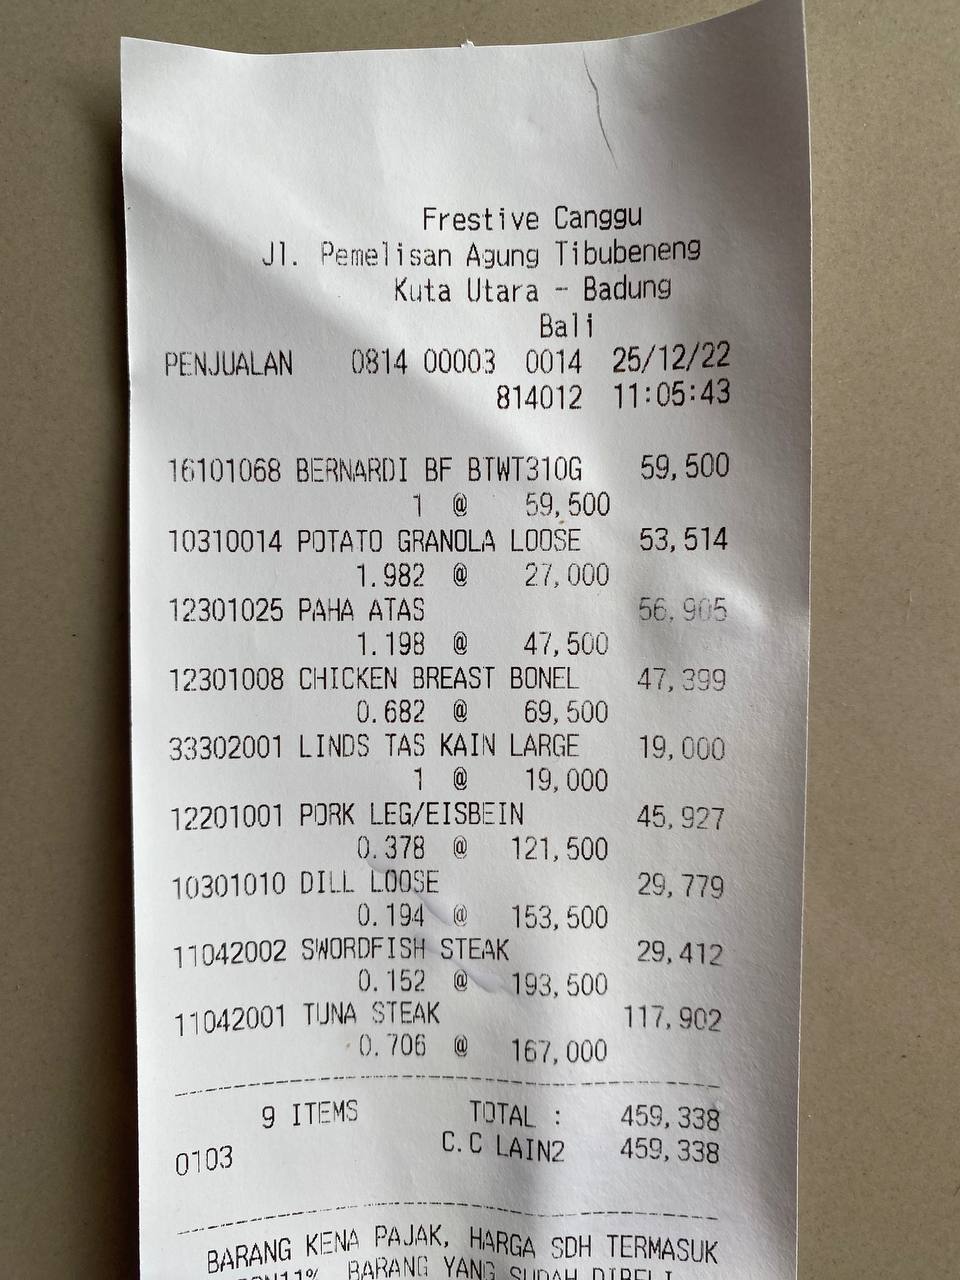 Frestive Canggu
Jl. Pemelisan Agung Tibubeneng
Kuta Utara - Badung
Bali
PENJUALAN 0814 00003 0014 25/12/22
814012 11:05:43
16101068 BERNARDI BF BTWT310G 59,500
1 @ 59,500
10310014 POTATO GRANOLA LOOSE 53,514
1.982 @ 27,000
12301025 PAHA ATAS 56,905
1.198 @ 47,500
12301008 CHICKEN BREAST BONEL 47,399
0.682 @ 69,500
33302001 LINDS TAS KAIN LARGE 19,000
1 @ 19,000
12201001 PORK LEG/EISBEIN 45,927
0.378 @ 121,500
10301010 DILL LOOSE 29,779
0.194 @ 153,500
11042002 SWORDFISH STEAK 29,412
0.152 @ 193,500
11042001 TUNA STEAK 117,902
0.706 @ 167,000
9 ITEMS TOTAL : 459,338
0103 C.C LAIN2 459,338
BARANG KENA PAJAK, HARGA SDH TERMASUK
BARANG YANG SUDAH DIBELI